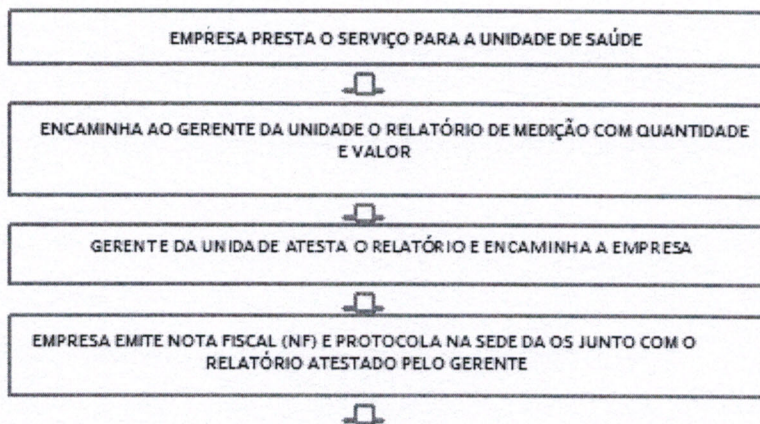 EMPRESA PRESTA O SERVIÇO PARA A UNIDADE DE SAÚDE
ENCAMINHA AO GERENTE DA UNIDADE O RELATÓRIO DE MEDIÇÃO COM QUANTIDADE
E VALOR
GERENTE DA UNIDADE ATESTA O RELATÓRIO E ENCAMINHA A EMPRESA
EMPRESA EMITE NOTA FISCAL (NF) E PROTOCOLA NA SEDE DA OS JUNTO COM O
RELATÓRIO ATESTADO PELO GERENTE